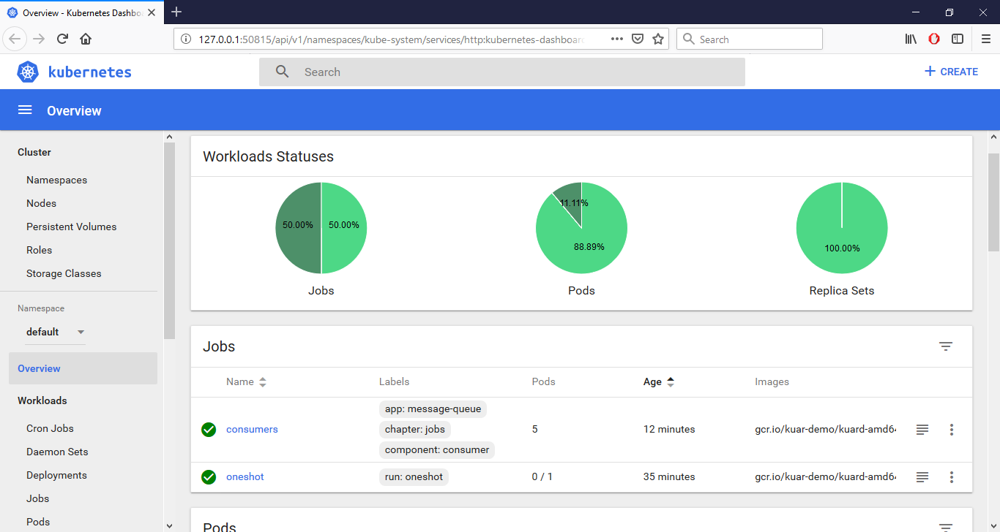 Overview - Kubernetes Dashbo
127.0.0.1:50815/api/v1/namespaces/kube-system/services/http:kubernetes-dashboard
Search
kubernetes
Search
CREATE
Overview
Cluster
Namespaces
Nodes
Persistent Volumes
Roles
Storage Classes
Namespace
default
Overview
Workloads
Cron Jobs
Daemon Sets
Deployments
Jobs
Pods
Workloads Statuses
50.00% 50.00%
11.11%
88.89%
100.00%
Jobs Pods Replica Sets
Jobs
Name Labels Pods Age Images
app: message-queue
consumers chapter: jobs 5 12 minutes gcr.io/kuar-demo/kuard-amd64
component: consumer
oneshot run: oneshot 0 / 1 35 minutes gcr.io/kuar-demo/kuard-amd64
Pods